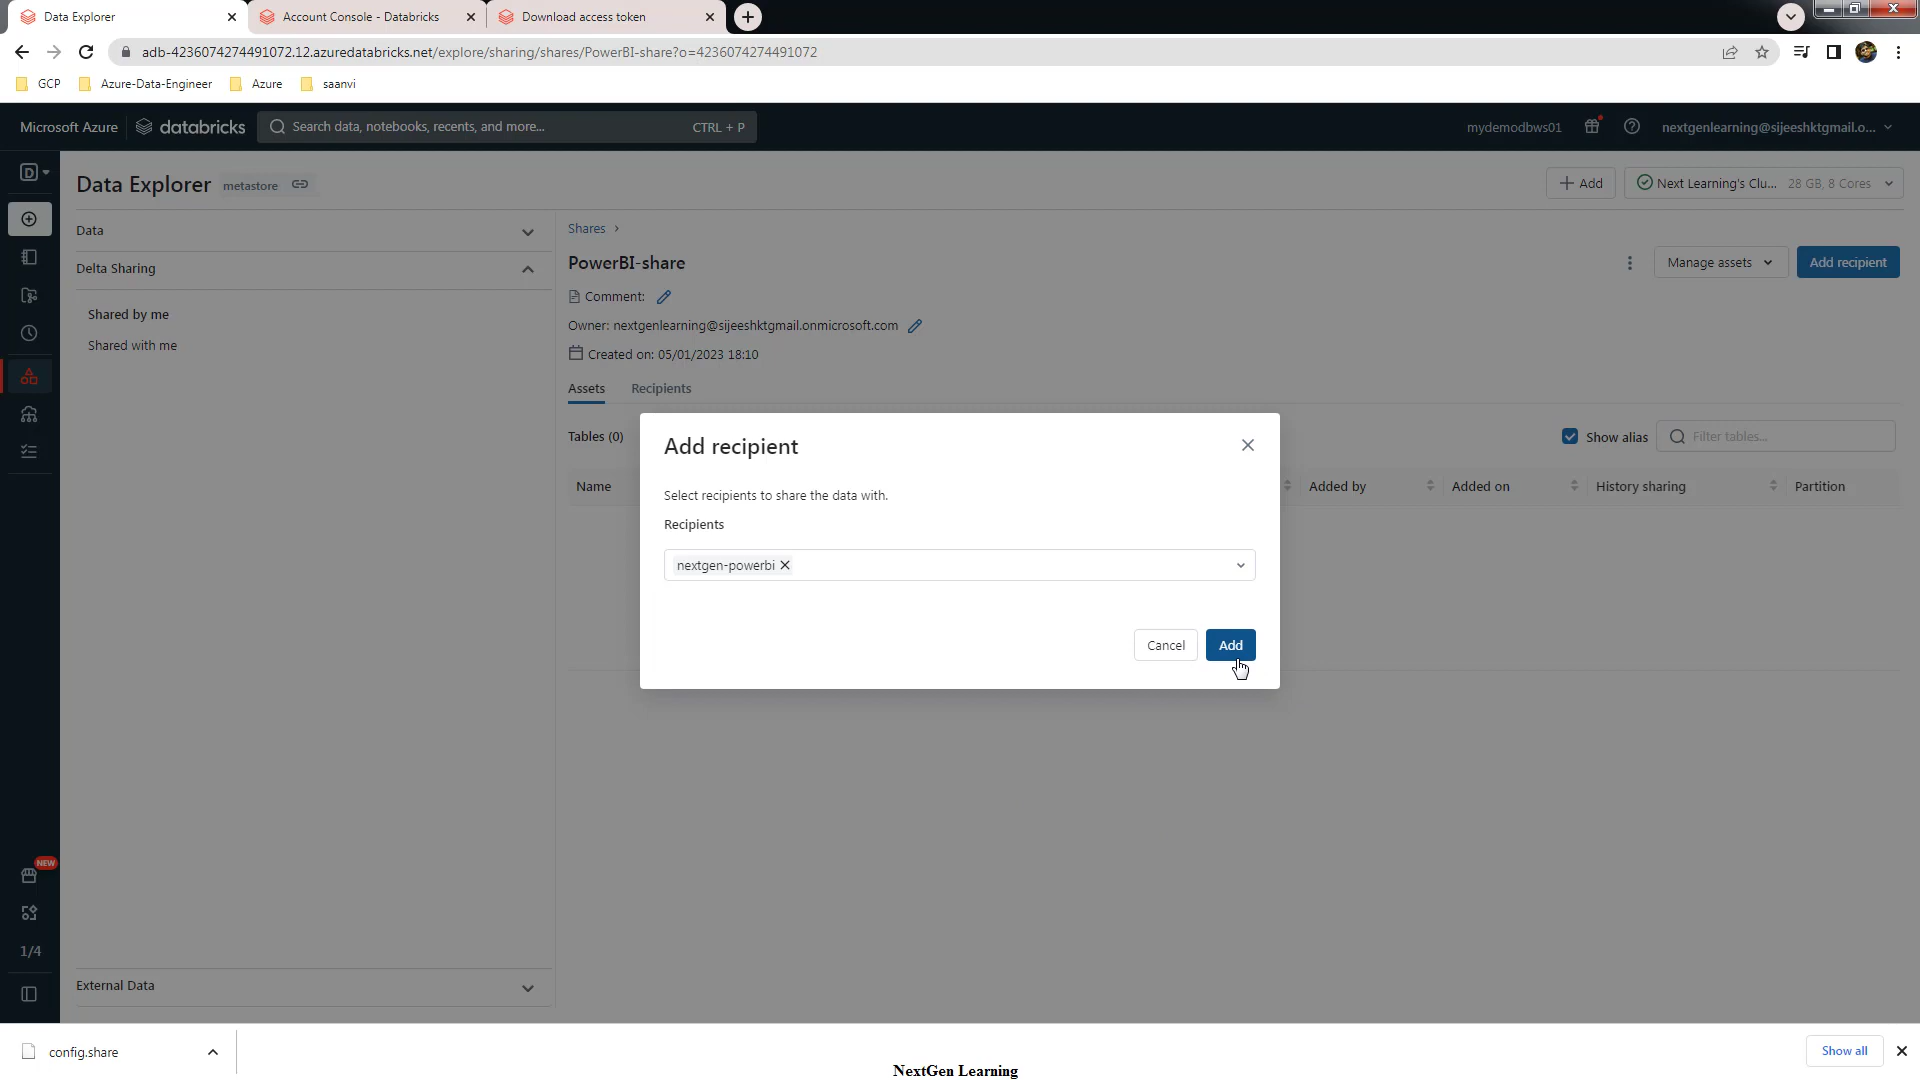 Data Explorer
Account Console - Databricks
Download access token
adb-4236074274491072.12.azuredatabricks.net/explore/sharing/shares/PowerBI-share?o=4236074274491072
GCP
Azure-Data-Engineer
Azure
saanvi
Microsoft Azure
databricks
Search data, notebooks, recents, and more...
CTRL + P
mydemodbws01
nextgenlearning@sijeeshktgmail.o...
D
Data Explorer
metastore
Add
Next Learning's Clu...
28 GB, 8 Cores
Data
Delta Sharing
Shared by me
Shared with me
Shares
PowerBI-share
Manage assets
Add recipient
Comment:
Owner: nextgenlearning@sijeeshktgmail.onmicrosoft.com
Created on: 05/01/2023 18:10
Assets
Recipients
Tables (0)
Show alias
Filter tables...
Name
Added by
Added on
History sharing
Partition
Add recipient
Select recipients to share the data with.
Recipients
nextgen-powerbi
Cancel
Add
NEW
1/4
External Data
config.share
Show all
NextGen Learning